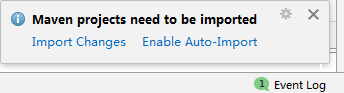 Maven projects need to be imported
Import Changes Enable Auto-Import
1 Event Log